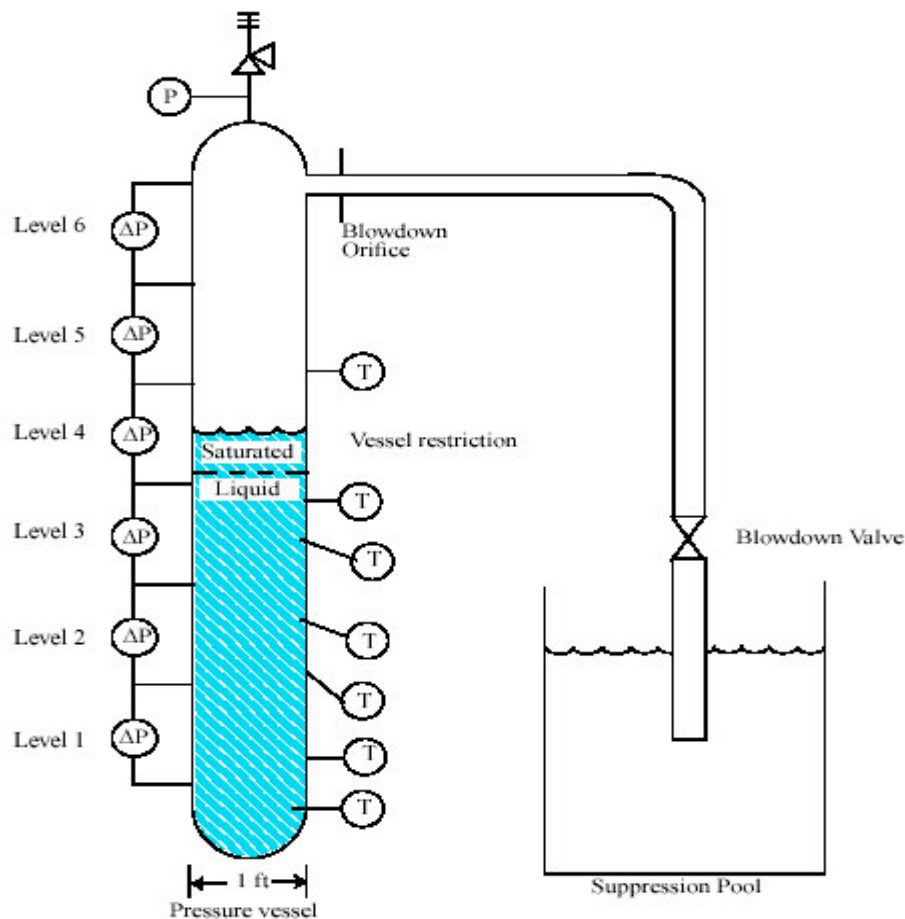 P
Level 6
ΔP
Blowdown
Orifice
Level 5
ΔP
T
Level 4
ΔP
Vessel restriction
Saturated
Liquid
T
Level 3
ΔP
T
Blowdown Valve
Level 2
ΔP
T
T
Level 1
ΔP
T
T
1 ft
Suppression Pool
Pressure vessel